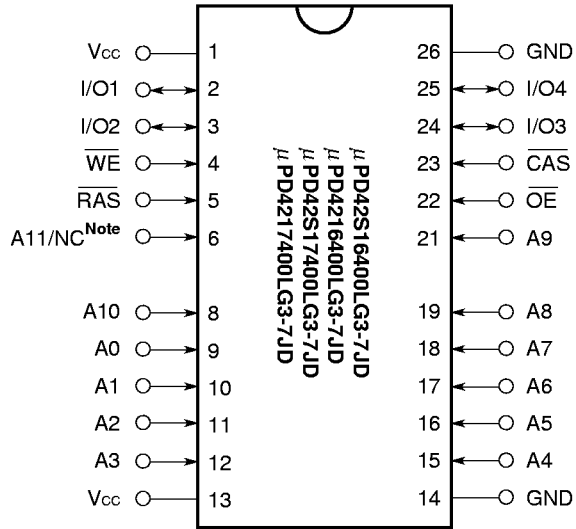 Vcc 1 26 GND
I/O1 2 25 I/O4
I/O2 3 24 I/O3
WE 4 23 CAS
RAS 5 22 OE
A11/NC Note 6 21 A9
A10 8 19 A8
A0 9 18 A7
A1 10 17 A6
A2 11 16 A5
A3 12 15 A4
Vcc 13 14 GND
μPD42S16400LG3-7JD
μPD4216400LG3-7JD
μPD42S17400LG3-7JD
μPD4217400LG3-7JD